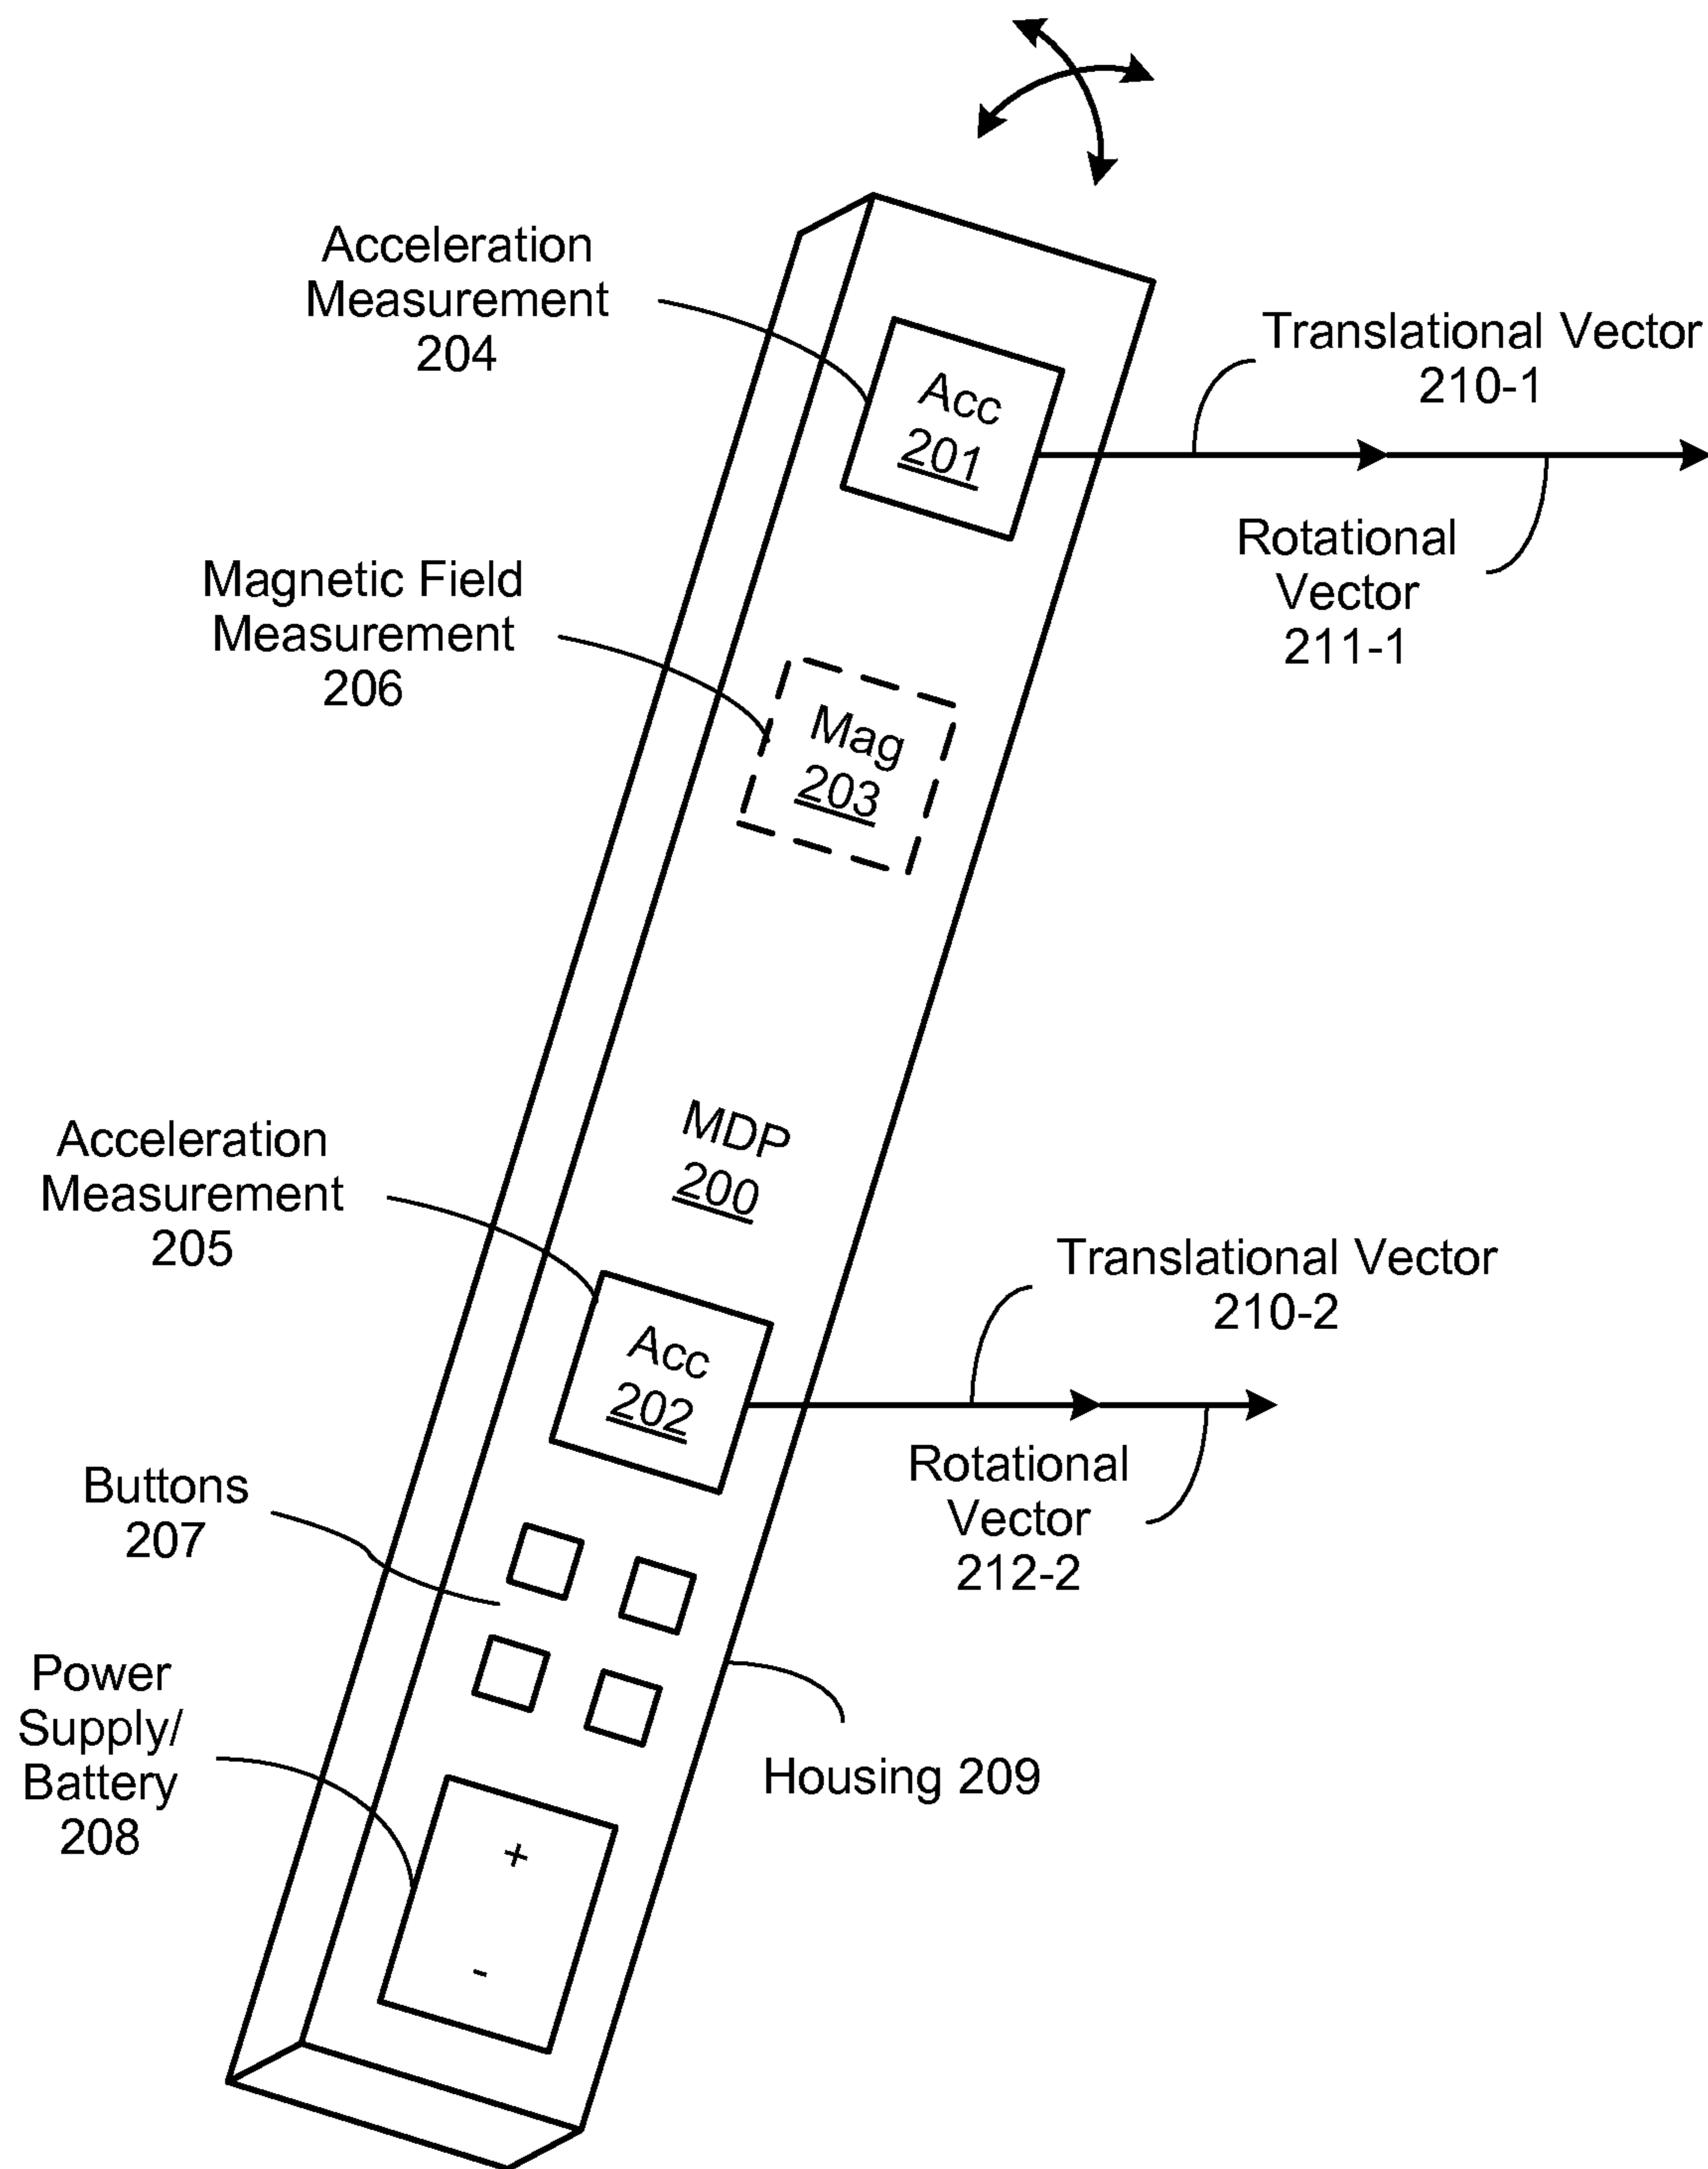 Acceleration
Measurement
204
Acc
201
Translational Vector
210-1
Rotational
Vector
211-1
Magnetic Field
Measurement
206
Mag
203
MDP
200
Acceleration
Measurement
205
Acc
202
Translational Vector
210-2
Rotational
Vector
212-2
Buttons
207
Power
Supply/
Battery
208
Housing 209
+
-